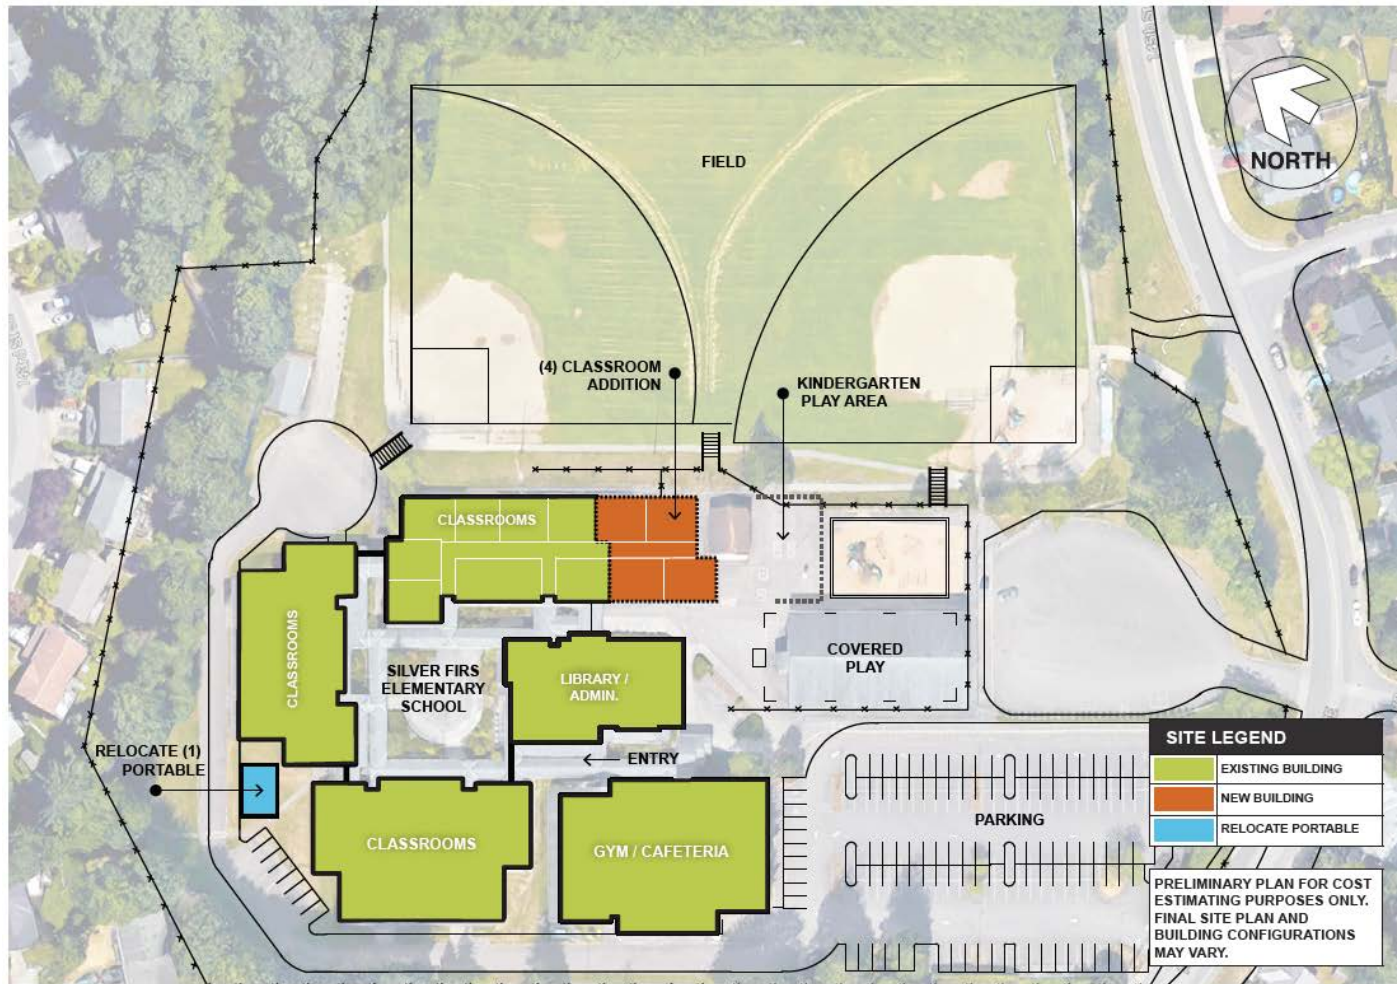 FIELD
NORTH
(4) CLASSROOM
ADDITION
KINDERGARTEN
PLAY AREA
CLASSROOMS
CLASSROOMS
SILVER FIRS
ELEMENTARY
SCHOOL
LIBRARY /
ADMIN.
COVERED
PLAY
RELOCATE (1)
PORTABLE
ENTRY
CLASSROOMS
GYM / CAFETERIA
PARKING
SITE LEGEND
EXISTING BUILDING
NEW BUILDING
RELOCATE PORTABLE
PRELIMINARY PLAN FOR COST
ESTIMATING PURPOSES ONLY.
FINAL SITE PLAN AND
BUILDING CONFIGURATIONS
MAY VARY.